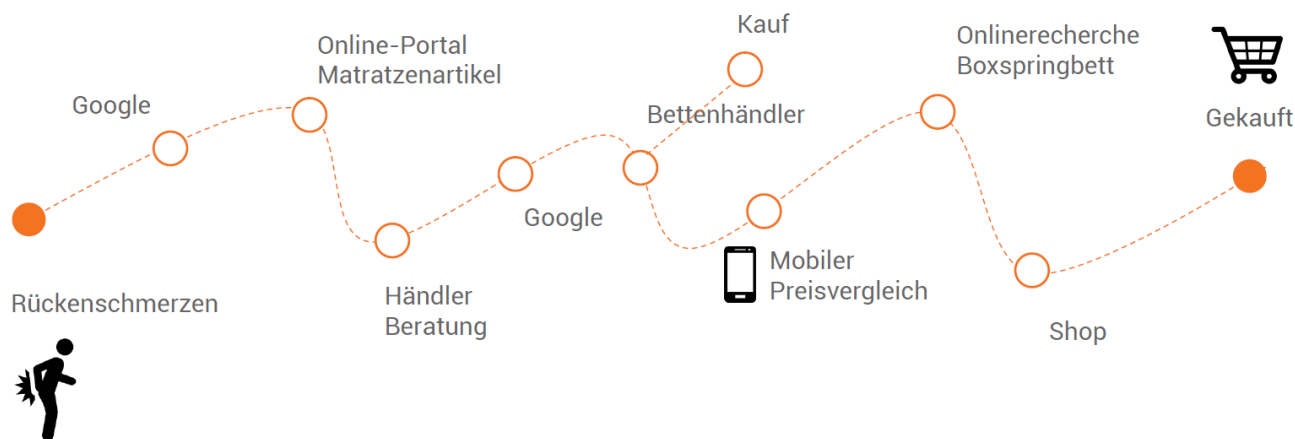 Rückenschmerzen
Google
Online-Portal
Matratzenartikel
Händler
Beratung
Google
Bettenhändler
Kauf
Mobiler
Preisvergleich
Onlinerecherche
Boxspringbett
Shop
Gekauft